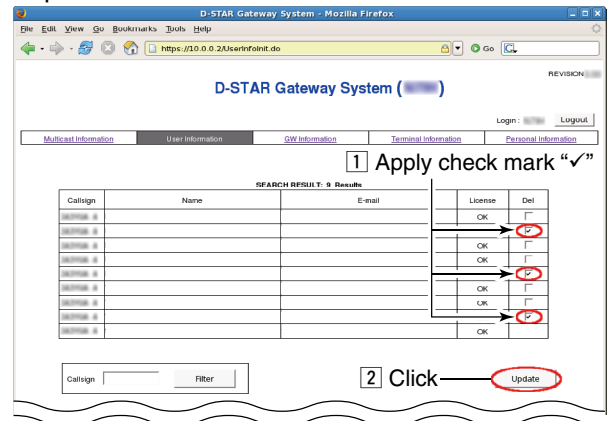 D-STAR Gateway System - Mozilla Firefox
File Edit View Go Bookmarks Tools Help
https://10.0.0.2/UserInfoInit.do Go
REVISION
D-STAR Gateway System ( )
Login : Logout
Multicast Information User Information GW Information Terminal Information Personal Information
1 Apply check mark “✓”
SEARCH RESULT: 9 Results
Callsign Name E-mail License Del
OK
OK
OK
OK
OK
OK
Callsign Filter
2 Click Update